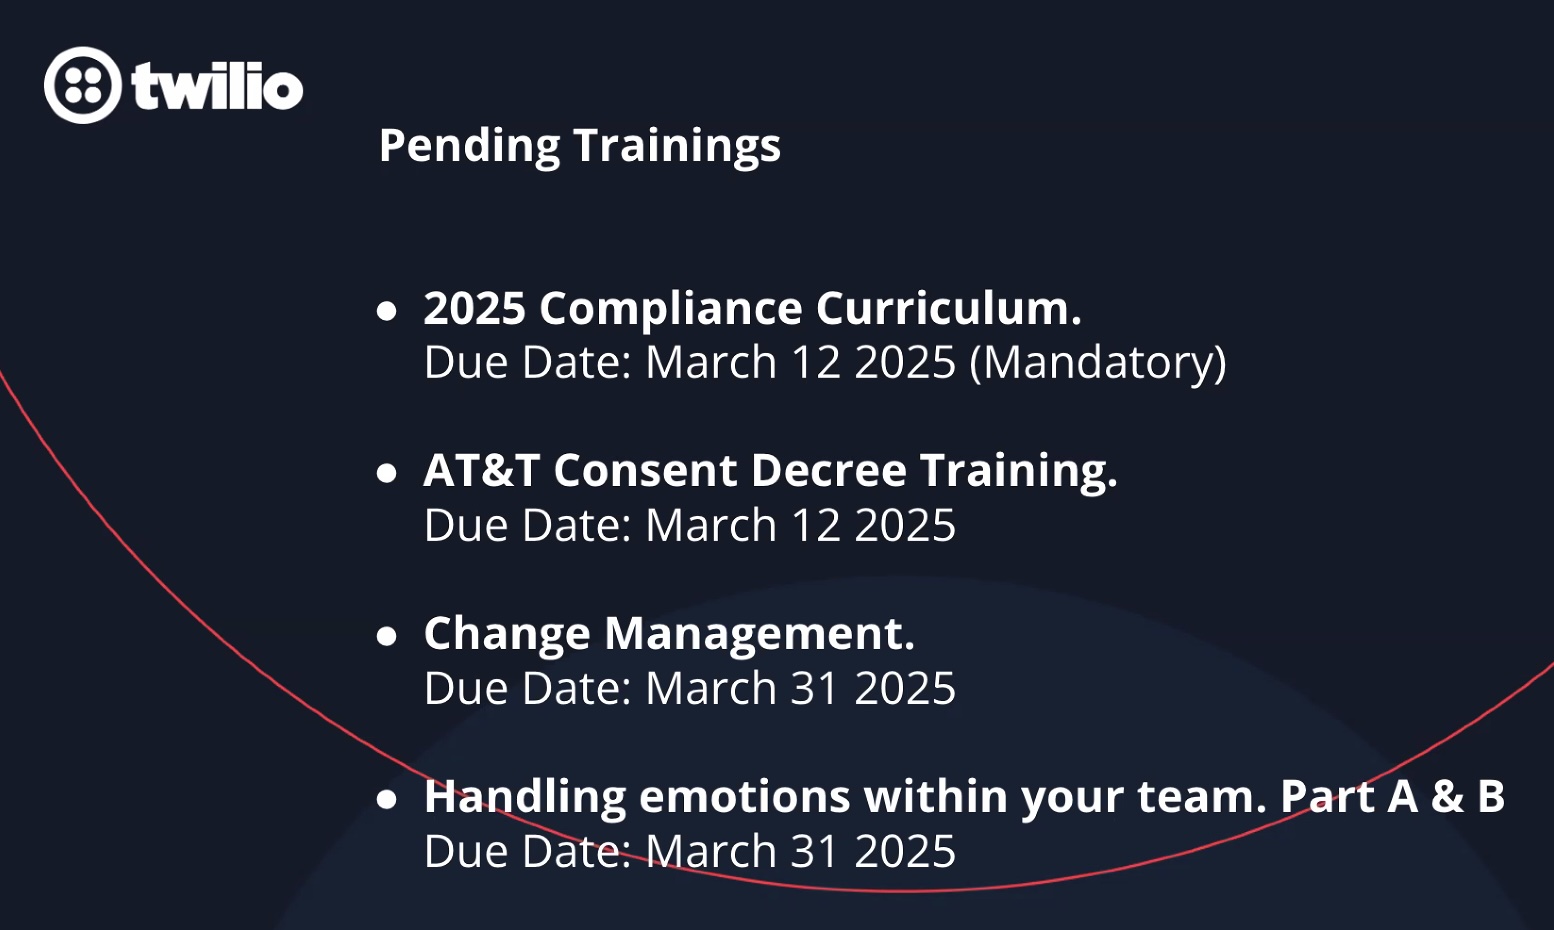 twilio
Pending Trainings
● 2025 Compliance Curriculum.
Due Date: March 12 2025 (Mandatory)
● AT&T Consent Decree Training.
Due Date: March 12 2025
● Change Management.
Due Date: March 31 2025
● Handling emotions within your team. Part A & B
Due Date: March 31 2025